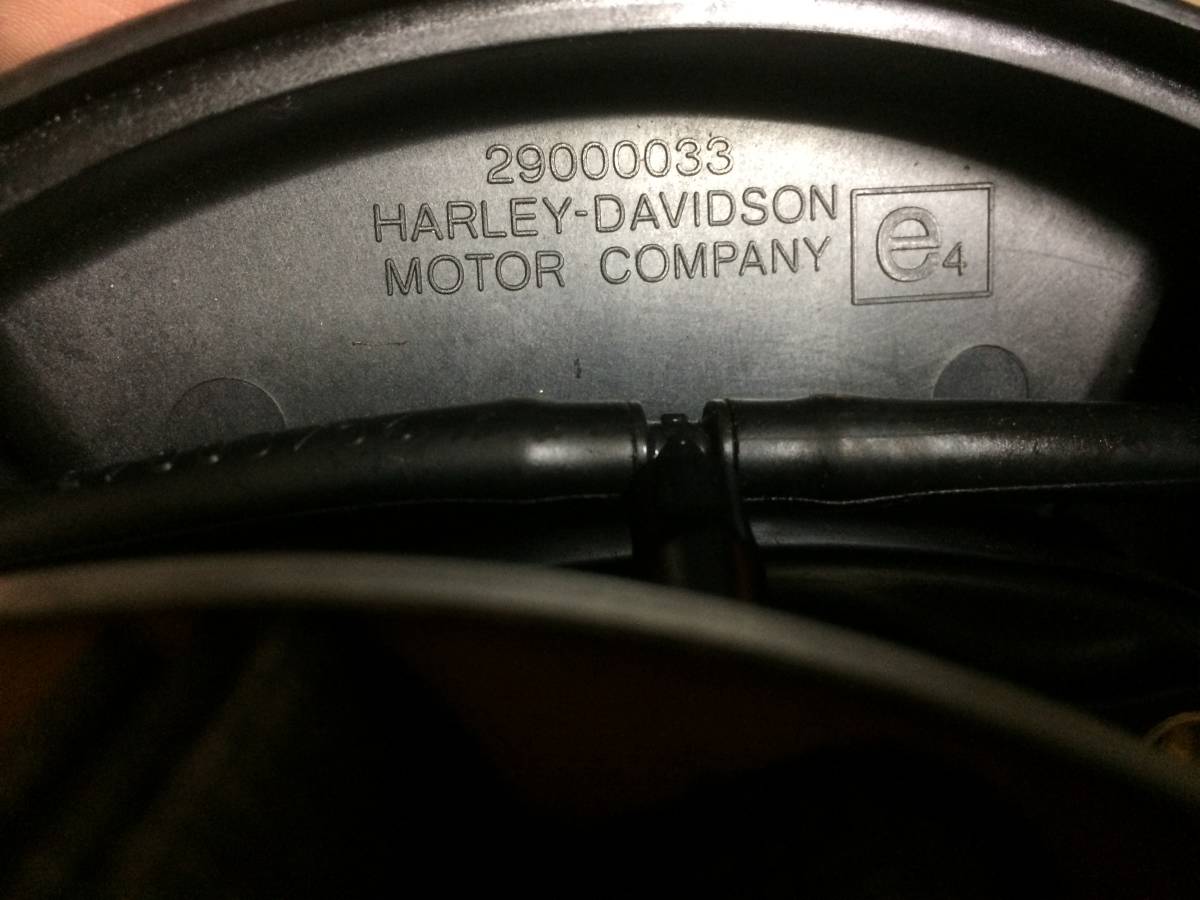 29000033
HARLEY-DAVIDSON
MOTOR COMPANY
e4